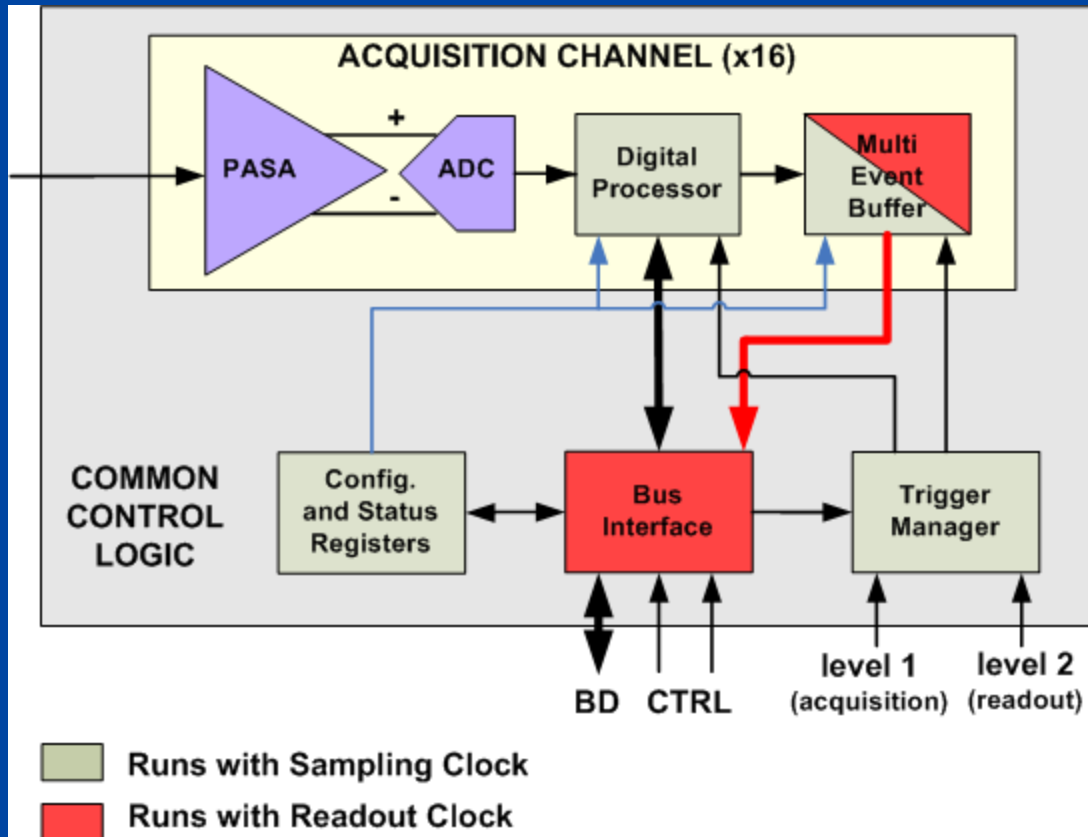 ACQUISITION CHANNEL (x16)
PASA
+
-
ADC
Digital
Processor
Multi
Event
Buffer
COMMON
CONTROL
LOGIC
Config.
and Status
Registers
Bus
Interface
Trigger
Manager
BD
CTRL
level 1
(acquisition)
level 2
(readout)
Runs with Sampling Clock
Runs with Readout Clock